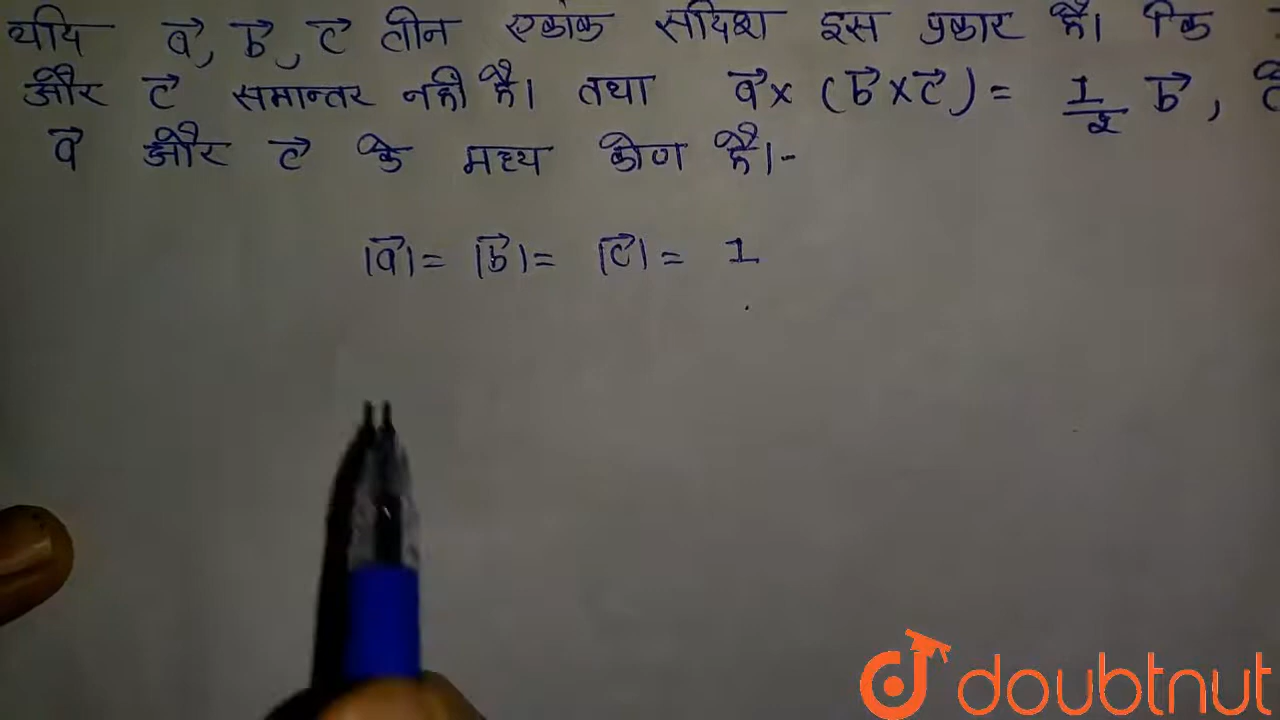 यदि a⃗, b⃗, c⃗ तीन एकांक सदिश इस प्रकार है। कि
और c⃗ समान्तर नही है। तथा a⃗ × (b⃗ × c⃗) = 1/2 b⃗,
a⃗ और c⃗ के मध्य कोण है।-
|a⃗| = |b⃗| = |c⃗| = 1
doubtnut